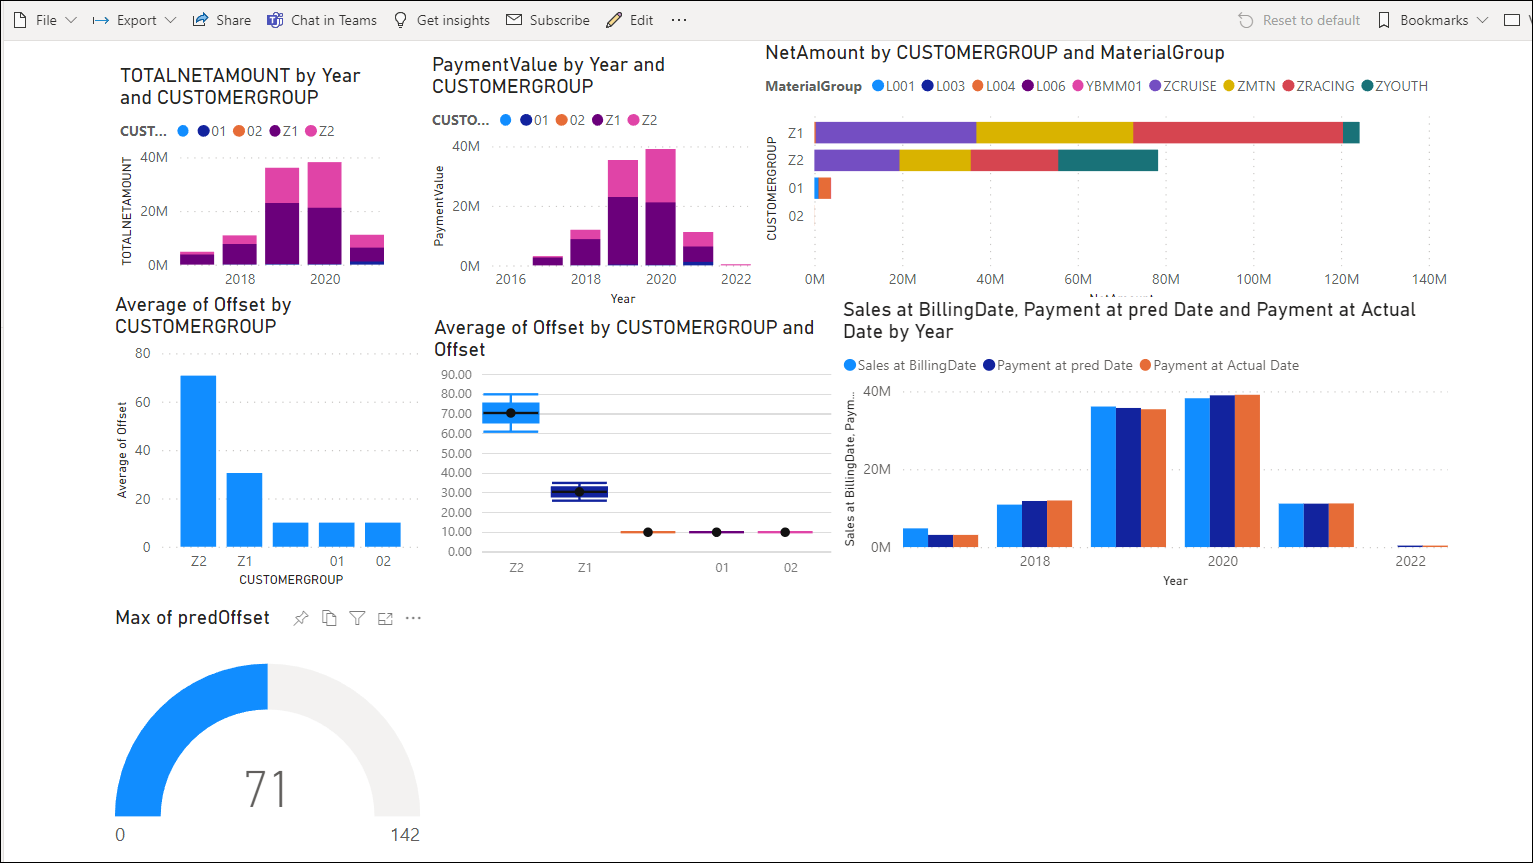 File Export Share Chat in Teams Get insights Subscribe Edit ... Reset to default Bookmarks
TOTALNETAMOUNT by Year
and CUSTOMERGROUP
CUST... 01 02 Z1 Z2
TOTALNETAMOUNT
40M
20M
0M
2018 2020
PaymentValue by Year and
CUSTOMERGROUP
CUSTO... 01 02 Z1 Z2
PaymentValue
40M
20M
0M
2016 2018 2020 2022
Year
NetAmount by CUSTOMERGROUP and MaterialGroup
MaterialGroup L001 L003 L004 L006 YBMM01 ZCRUISE ZMTN ZRACING ZYOUTH
CUSTOMERGROUP
Z1
Z2
01
02
0M 20M 40M 60M 80M 100M 120M 140M
NetAmount
Average of Offset by
CUSTOMERGROUP
Average of Offset
80
60
40
20
0
Z2 Z1 01 02
CUSTOMERGROUP
Average of Offset by CUSTOMERGROUP and
Offset
90.00
80.00
70.00
60.00
50.00
40.00
30.00
20.00
10.00
0.00
Z2 Z1 01 02
Sales at BillingDate, Payment at pred Date and Payment at Actual
Date by Year
Sales at BillingDate Payment at pred Date Payment at Actual Date
Sales at BillingDate, Paym...
40M
20M
0M
2018 2020 2022
Year
Max of predOffset ...
71
0 142